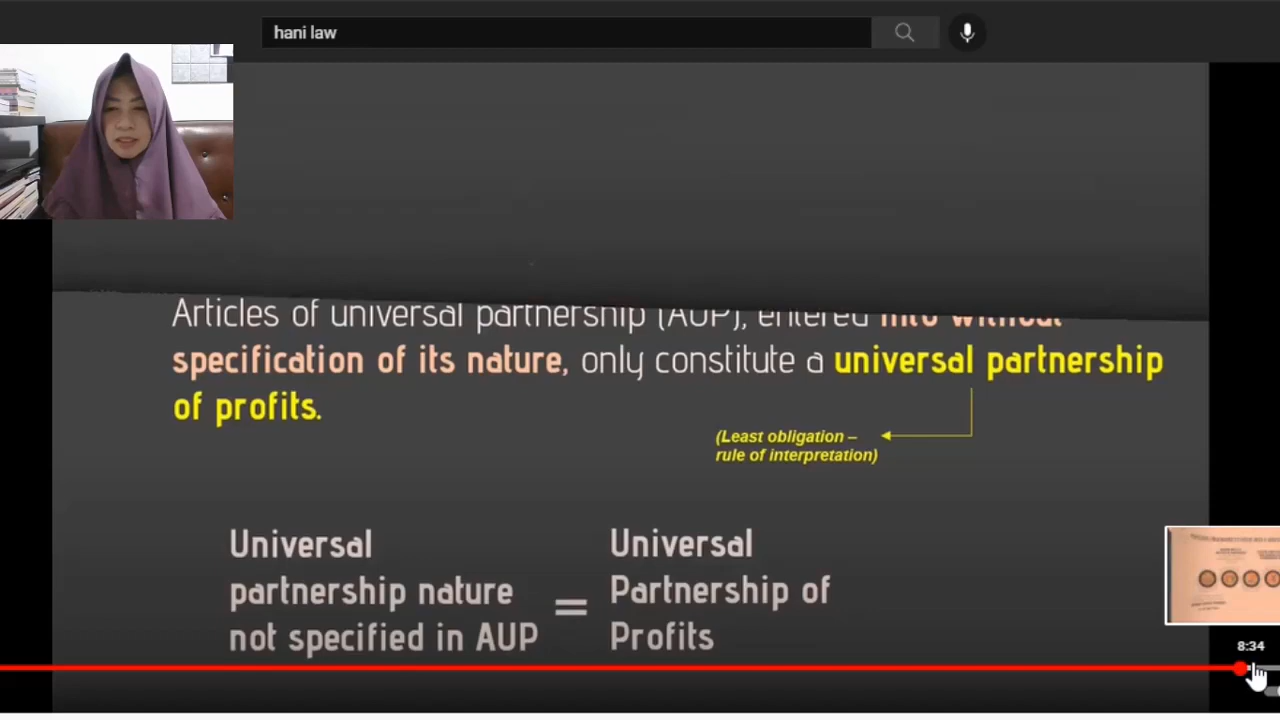 hani law
Articles of universal partnership (AUP), entered into without
specification of its nature, only constitute a universal partnership
of profits.
(Least obligation –
rule of interpretation)
Universal
partnership nature
not specified in AUP
=
Universal
Partnership of
Profits
8:34